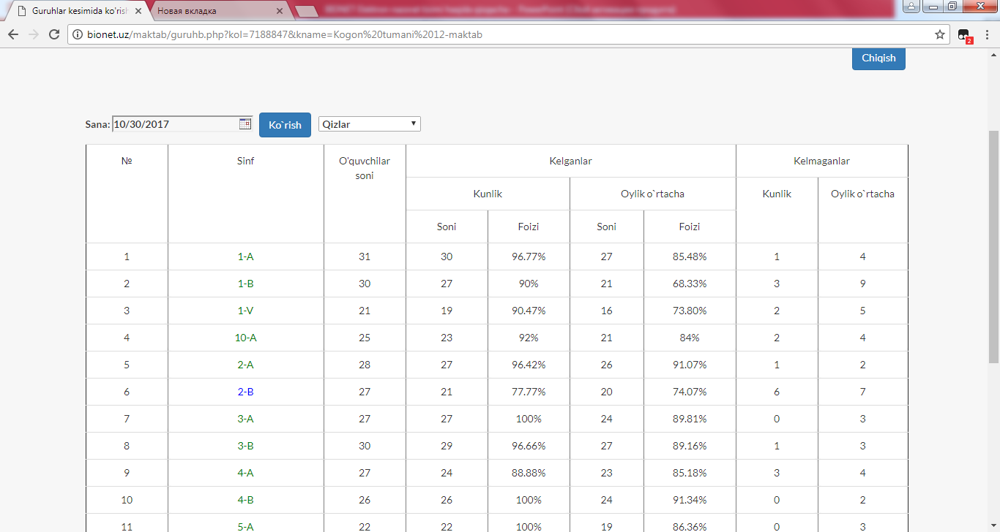 Guruhlar kesimida ko'rish
Новая вкладка
bionet.uz/maktab/guruhb.php?kol=7188847&kname=Kogon%20tumani%2012-maktab
2
Chiqish
Sana: 10/30/2017 Ko`rish Qizlar
№ Sinf O'quvchilar soni Kelganlar Kelmaganlar
Kunlik Oylik o`rtacha Kunlik Oylik o`rtacha
Soni Foizi Soni Foizi
1 1-A 31 30 96.77% 27 85.48% 1 4
2 1-B 30 27 90% 21 68.33% 3 9
3 1-V 21 19 90.47% 16 73.80% 2 5
4 10-A 25 23 92% 21 84% 2 4
5 2-A 28 27 96.42% 26 91.07% 1 2
6 2-B 27 21 77.77% 20 74.07% 6 7
7 3-A 27 27 100% 24 89.81% 0 3
8 3-B 30 29 96.66% 27 89.16% 1 3
9 4-A 27 24 88.88% 23 85.18% 3 4
10 4-B 26 26 100% 24 91.34% 0 2
11 5-A 22 22 100% 19 86.36% 0 3